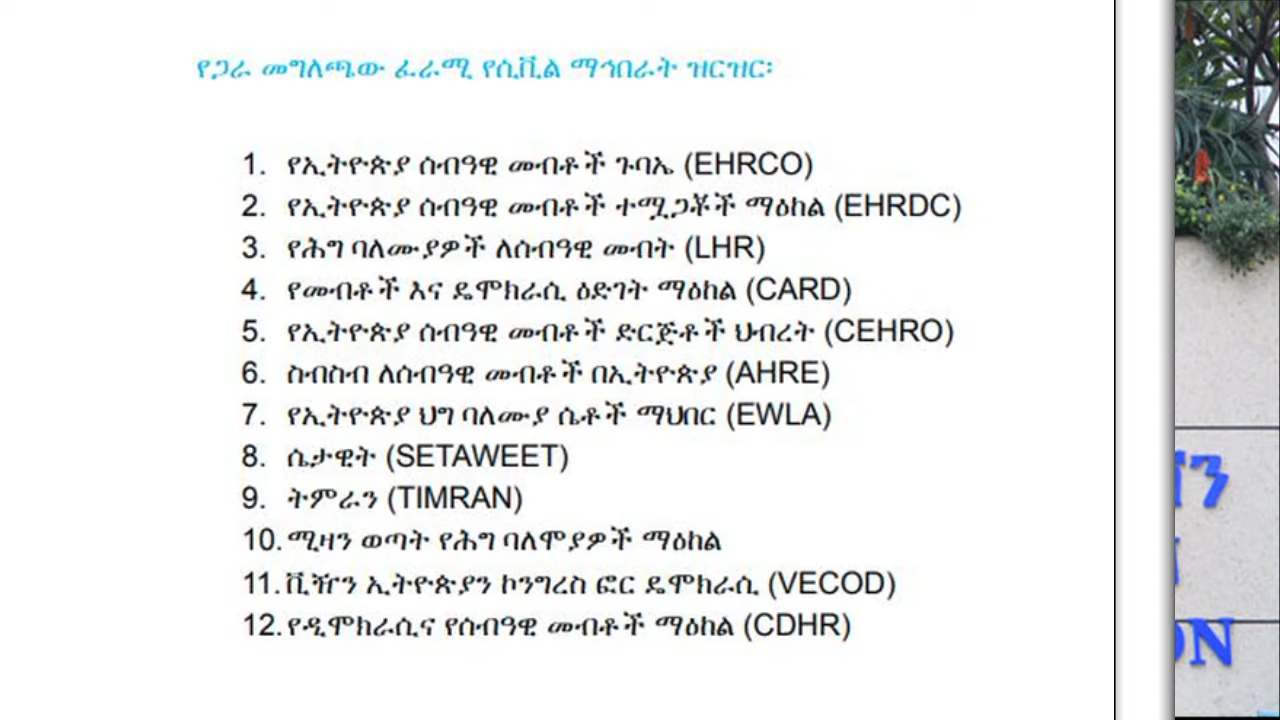 የጋራ መግለጫው ፈራሚ የሲቪል ማኅበራት ዝርዝር፡
1. የኢትዮጵያ ሰብዓዊ መብቶች ጉባኤ (EHRCO)
2. የኢትዮጵያ ሰብዓዊ መብቶች ተሟጋቾች ማዕከል (EHRDC)
3. የሕግ ባለሙያዎች ለሰብዓዊ መብት (LHR)
4. የመብቶች እና ዴሞክራሲ ዕድገት ማዕከል (CARD)
5. የኢትዮጵያ ሰብዓዊ መብቶች ድርጅቶች ህብረት (CEHRO)
6. ስብስብ ለሰብዓዊ መብቶች በኢትዮጵያ (AHRE)
7. የኢትዮጵያ ህግ ባለሙያ ሴቶች ማህበር (EWLA)
8. ሴታዊት (SETAWEET)
9. ትምራን (TIMRAN)
10. ሚዛን ወጣት የሕግ ባለሞያዎች ማዕከል
11. ቪዥን ኢትዮጵያን ኮንግረስ ፎር ዴሞክራሲ (VECOD)
12. የዲሞክራሲና የሰብዓዊ መብቶች ማዕከል (CDHR)
ON